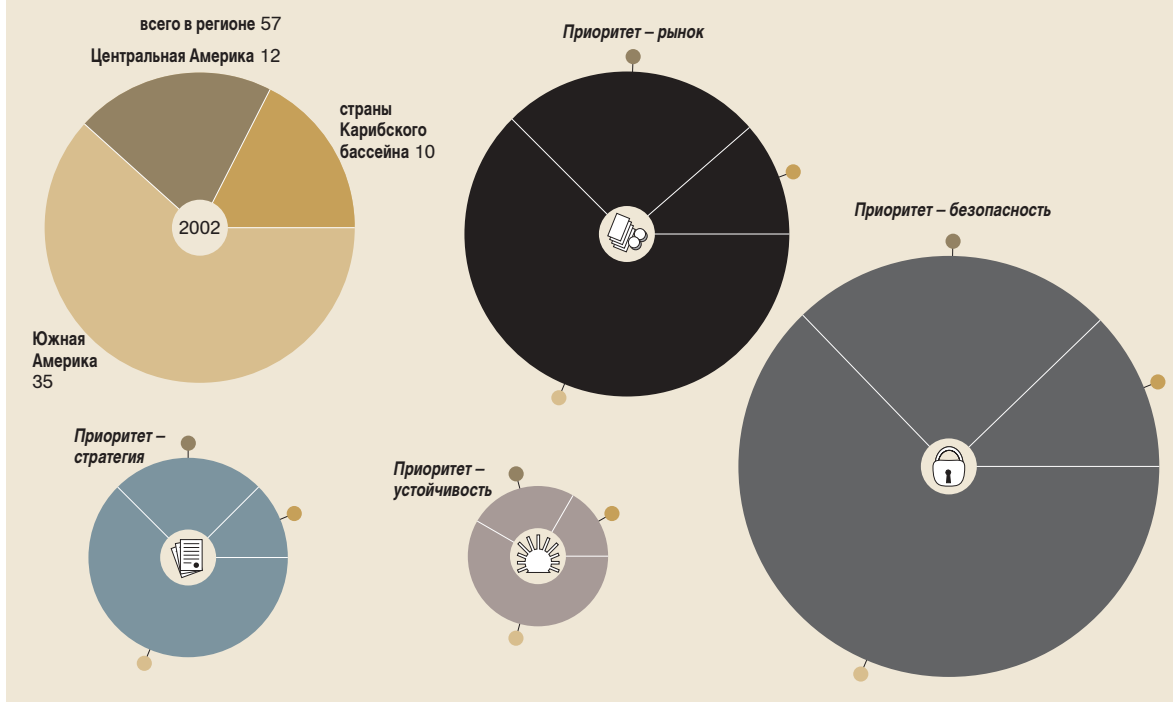 всего в регионе 57
Центральная Америка 12
страны
Карибского
бассейна 10
2002
Южная
Америка
35
Приоритет – рынок
Приоритет – безопасность
Приоритет –
стратегия
Приоритет –
устойчивость